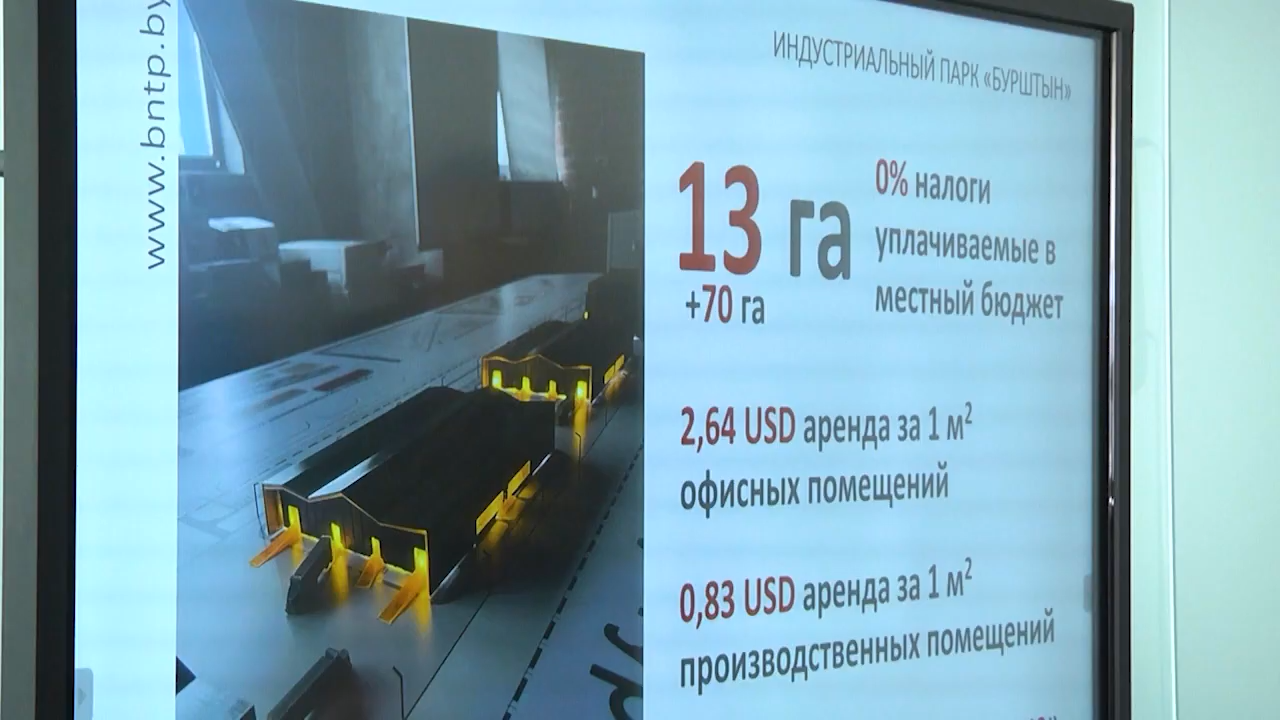 www.bntp.by
ИНДУСТРИАЛЬНЫЙ ПАРК «БУРШТЫН»
13 га
+70 га
0% налоги
уплачиваемые в
местный бюджет
2,64 USD аренда за 1 м²
офисных помещений
0,83 USD аренда за 1 м²
производственных помещений